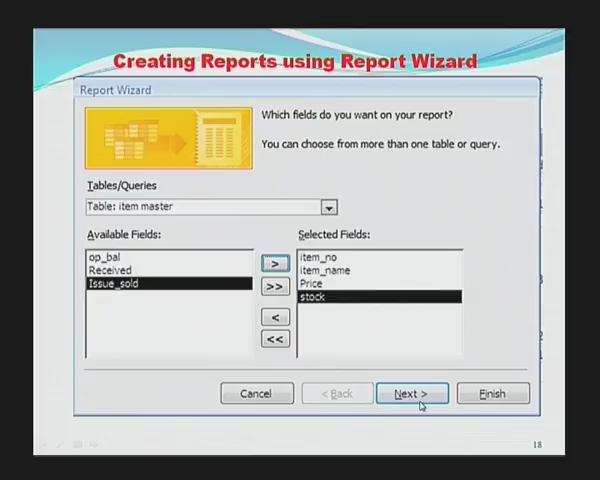 Creating Reports using Report Wizard
Report Wizard
Which fields do you want on your report?
You can choose from more than one table or query.
Tables/Queries
Table: item master
Available Fields:
Selected Fields:
op_bal
Received
Issue_sold
>
>>
<
<<
item_no
item_name
Price
stock
Cancel
< Back
Next >
Finish
18